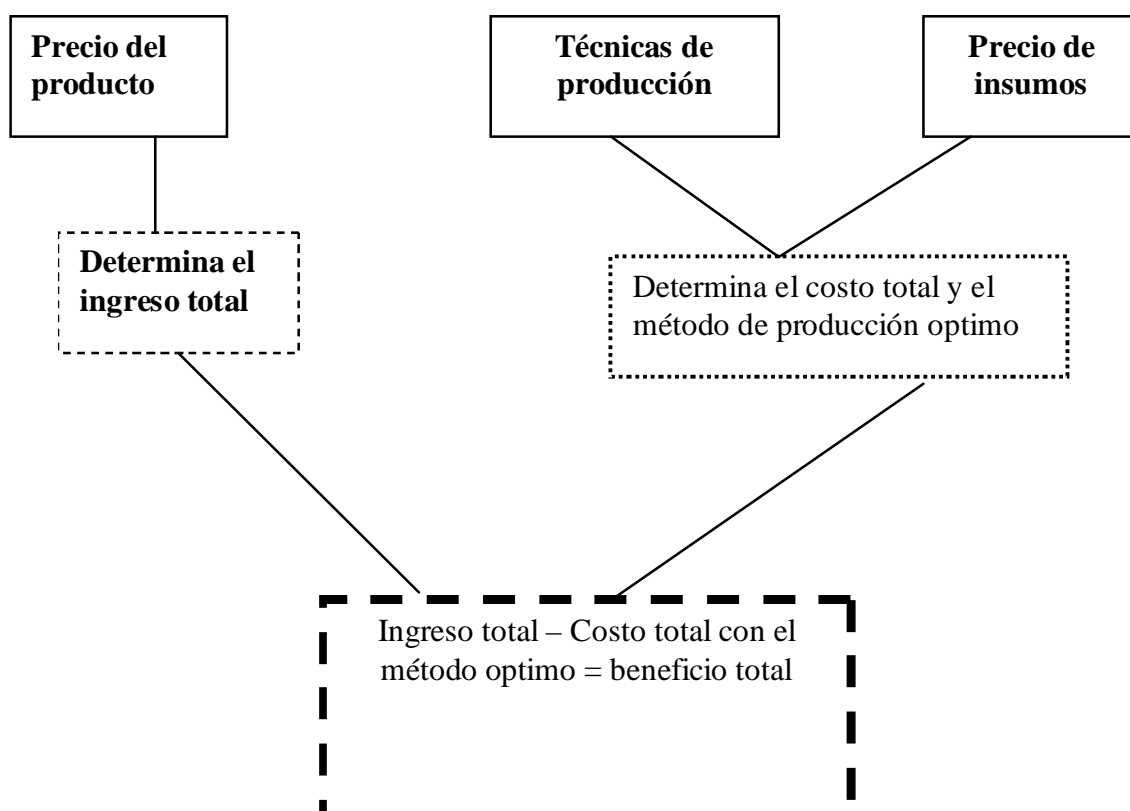 Precio del
producto
Técnicas de
producción
Precio de
insumos
Determina el
ingreso total
Determina el costo total y el
método de producción optimo
Ingreso total – Costo total con el
método optimo = beneficio total